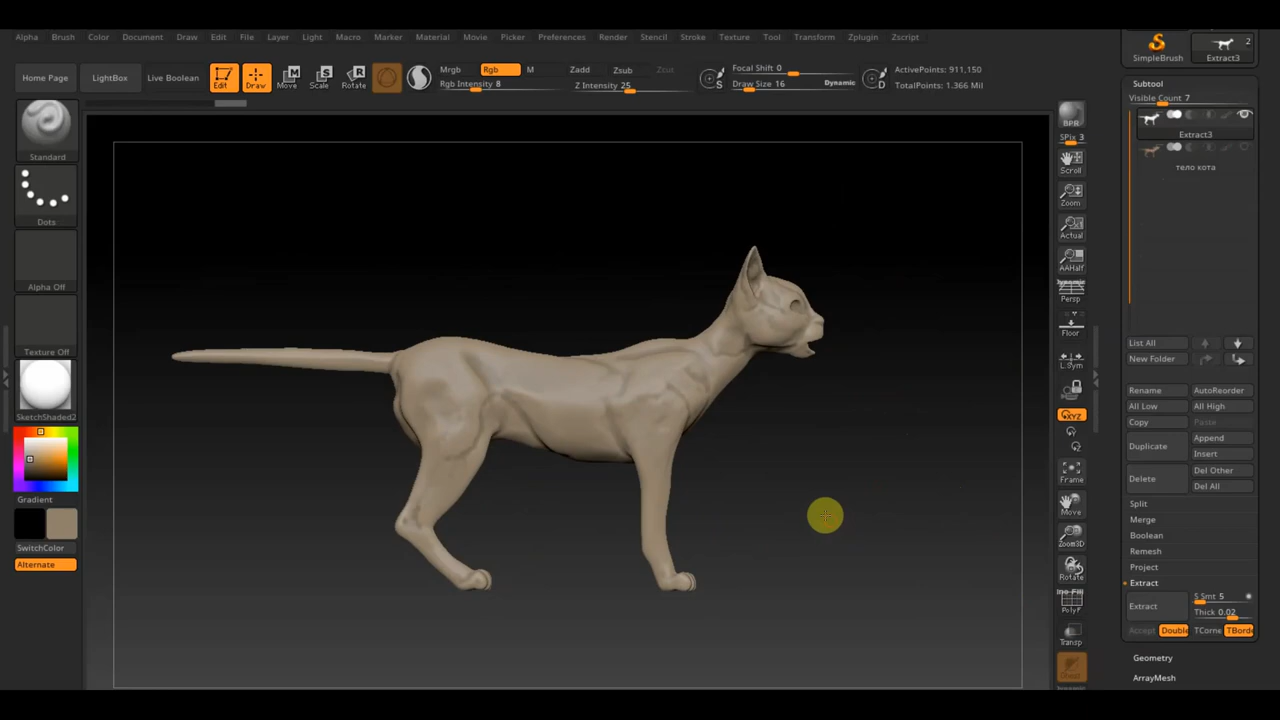 Alpha Brush Color Document Draw Edit File Layer Light Macro Marker Material Movie Picker Preferences Render Stencil Stroke Texture Tool Transform Zplugin Zscript
Home Page
LightBox
Live Boolean
Edit
Draw
Move
Scale
Rotate
Mrgb Rgb M
Rgb Intensity 8
Zadd Zsub Zcut
Z Intensity 25
Focal Shift 0
Draw Size 16 Dynamic
ActivePoints: 911,150
TotalPoints: 1.366 Mil
Standard
Dots
Alpha Off
Texture Off
SketchShaded2
Gradient
SwitchColor
Alternate
BPR
SPix 3
Scroll
Zoom
Actual
AAHalf
Dynamic
Persp
Floor
L.Sym
XYZ
Frame
Move
Zoom3D
Rotate
PolyF
Transp
SimpleBrush
2
Extract3
Subtool
Visible Count 7
Extract3
тело кота
List All
New Folder
Rename AutoReorder
All Low All High
Copy Paste
Duplicate Append
Insert
Delete Del Other
Del All
Split
Merge
Boolean
Remesh
Project
Extract
Extract S Smt 5
Thick 0.02
Accept Double TCorne TBorde
Geometry
ArrayMesh